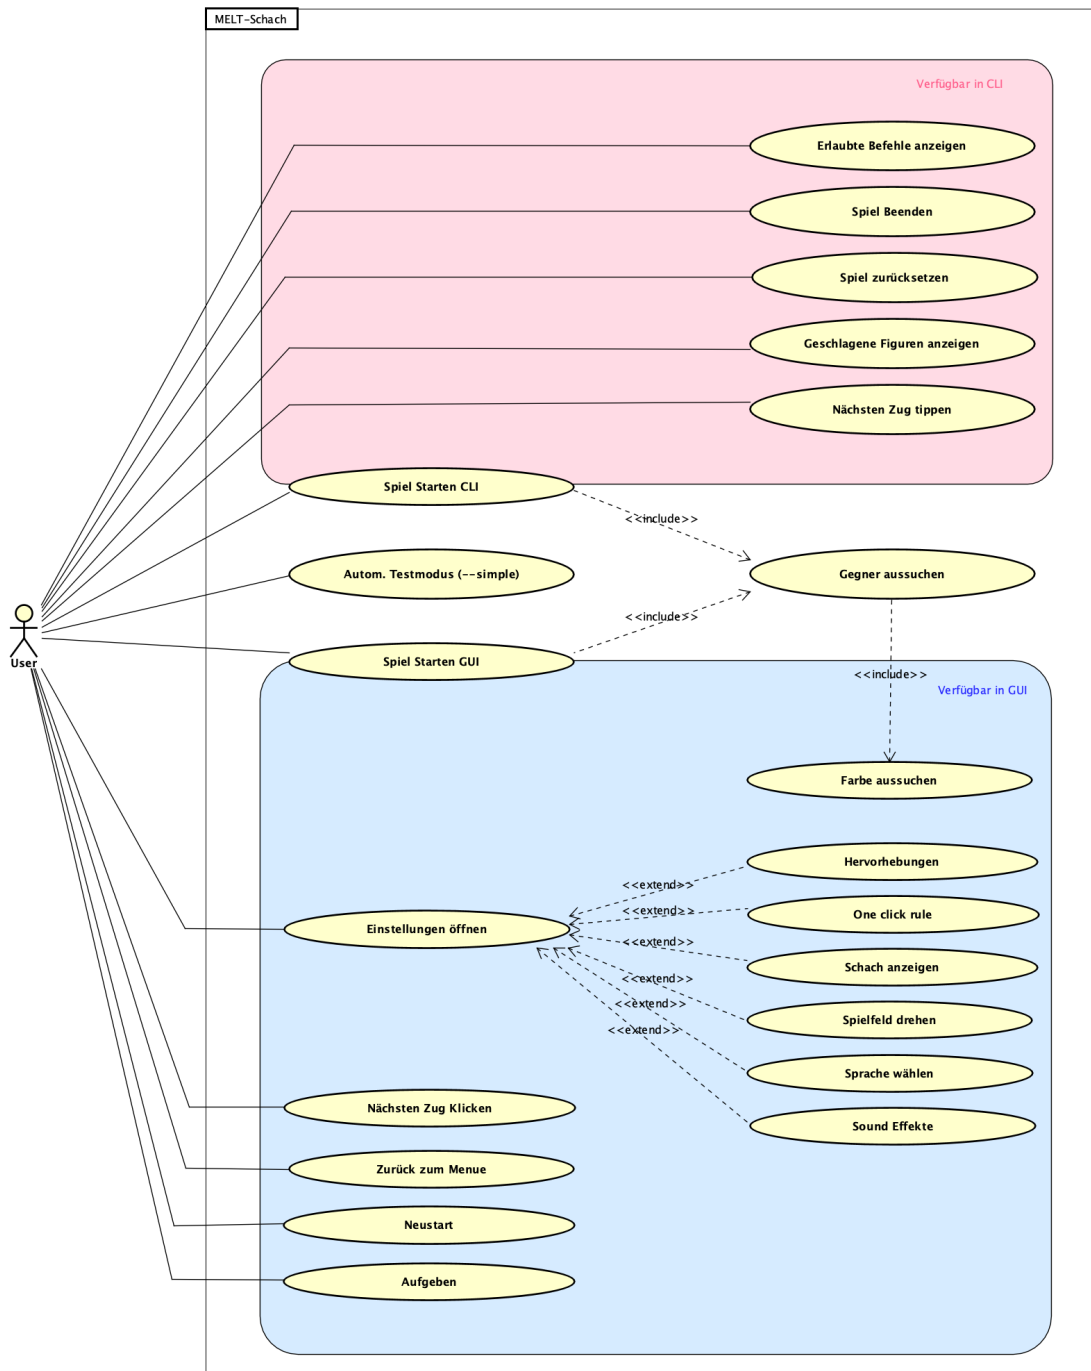 MELT-Schach
Verfügbar in CLI
Erlaubte Befehle anzeigen
Spiel Beenden
Spiel zurücksetzen
Geschlagene Figuren anzeigen
Nächsten Zug tippen
Spiel Starten CLI
<<include>>
Autom. Testmodus (--simple)
Gegner aussuchen
<<include>>
User
Spiel Starten GUI
<<include>>
Verfügbar in GUI
Farbe aussuchen
Hervorhebungen
<<extend>>
One click rule
<<extend>>
Einstellungen öffnen
<<extend>>
Schach anzeigen
<<extend>>
Spielfeld drehen
<<extend>>
<<extend>>
Sprache wählen
Sound Effekte
Nächsten Zug Klicken
Zurück zum Menue
Neustart
Aufgeben